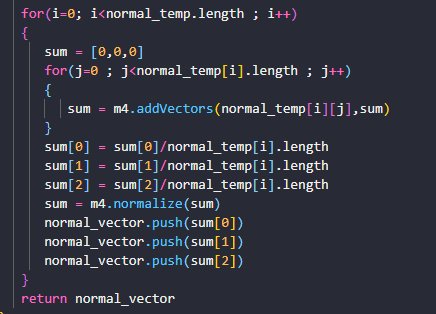 for(i=0; i<normal_temp.length ; i++)
{
sum = [0,0,0]
for(j=0 ; j<normal_temp[i].length ; j++)
{
sum = m4.addVectors(normal_temp[i][j],sum)
}
sum[0] = sum[0]/normal_temp[i].length
sum[1] = sum[1]/normal_temp[i].length
sum[2] = sum[2]/normal_temp[i].length
sum = m4.normalize(sum)
normal_vector.push(sum[0])
normal_vector.push(sum[1])
normal_vector.push(sum[2])
}
return normal_vector